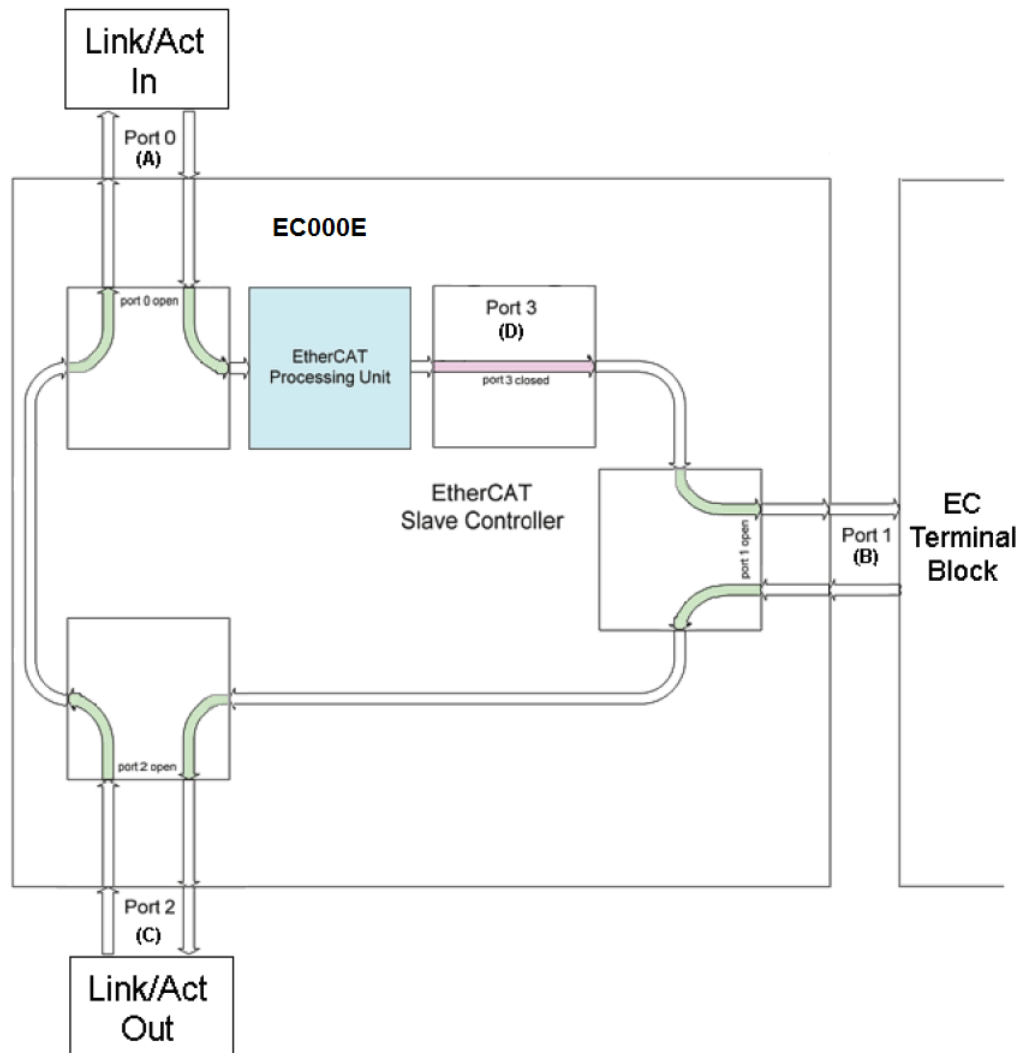 Link/Act
In
Port 0
(A)
EC000E
port 0 open
EtherCAT
Processing Unit
Port 3
(D)
port 3 closed
EtherCAT
Slave Controller
port 1 open
Port 1
(B)
EC
Terminal
Block
port 2 open
Port 2
(C)
Link/Act
Out